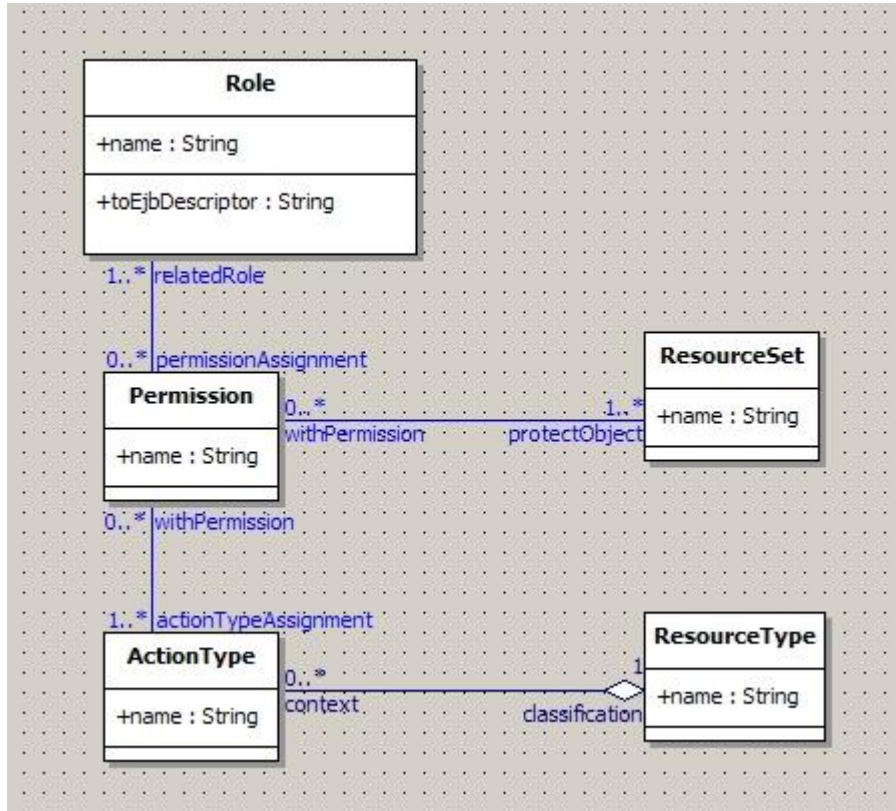 Role
+name : String
+toEjbDescriptor : String
1..* relatedRole
0..* permissionAssignment
Permission
+name : String
0..*
withPermission
1..*
protectObject
ResourceSet
+name : String
0..* withPermission
1..* actionTypeAssignment
ActionType
+name : String
0..*
context
1
classification
ResourceType
+name : String